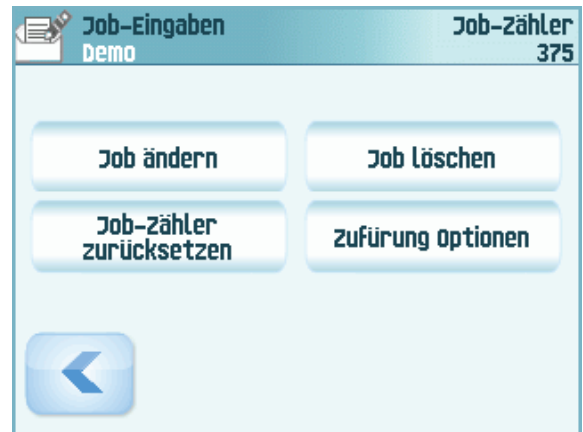 Job-Eingaben
Demo
Job-Zähler
375
Job ändern
Job löschen
Job-Zähler
zurücksetzen
Zufürung Optionen